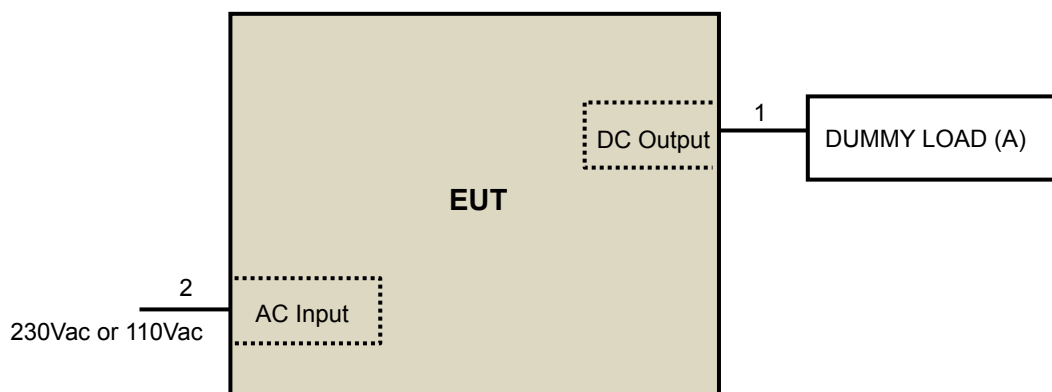 1
DC Output
DUMMY LOAD (A)
EUT
2
AC Input
230Vac or 110Vac